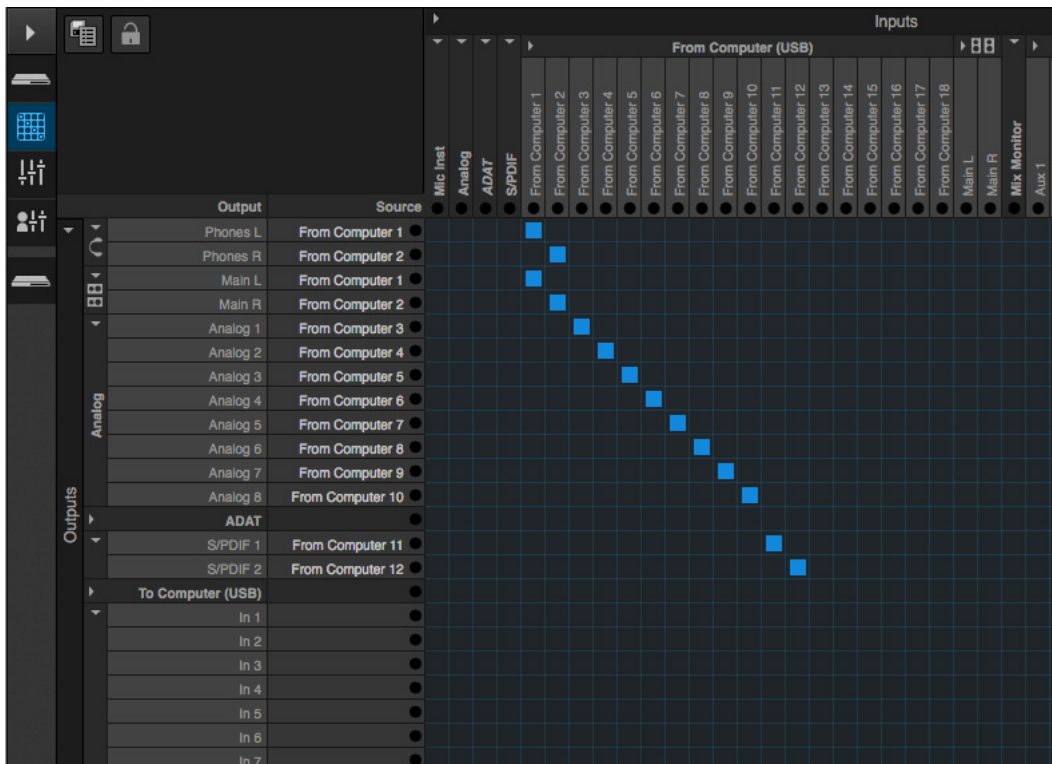 Inputs
From Computer (USB)
Mic Inst
Analog
ADAT
S/PDIF
From Computer 1
From Computer 2
From Computer 3
From Computer 4
From Computer 5
From Computer 6
From Computer 7
From Computer 8
From Computer 9
From Computer 10
From Computer 11
From Computer 12
From Computer 13
From Computer 14
From Computer 15
From Computer 16
From Computer 17
From Computer 18
Main L
Main R
Mix Monitor
Aux 1
Output Source
Outputs
Phones L From Computer 1
Phones R From Computer 2
Main L From Computer 1
Main R From Computer 2
Analog
Analog 1 From Computer 3
Analog 2 From Computer 4
Analog 3 From Computer 5
Analog 4 From Computer 6
Analog 5 From Computer 7
Analog 6 From Computer 8
Analog 7 From Computer 9
Analog 8 From Computer 10
ADAT
S/PDIF 1 From Computer 11
S/PDIF 2 From Computer 12
To Computer (USB)
In 1
In 2
In 3
In 4
In 5
In 6
In 7